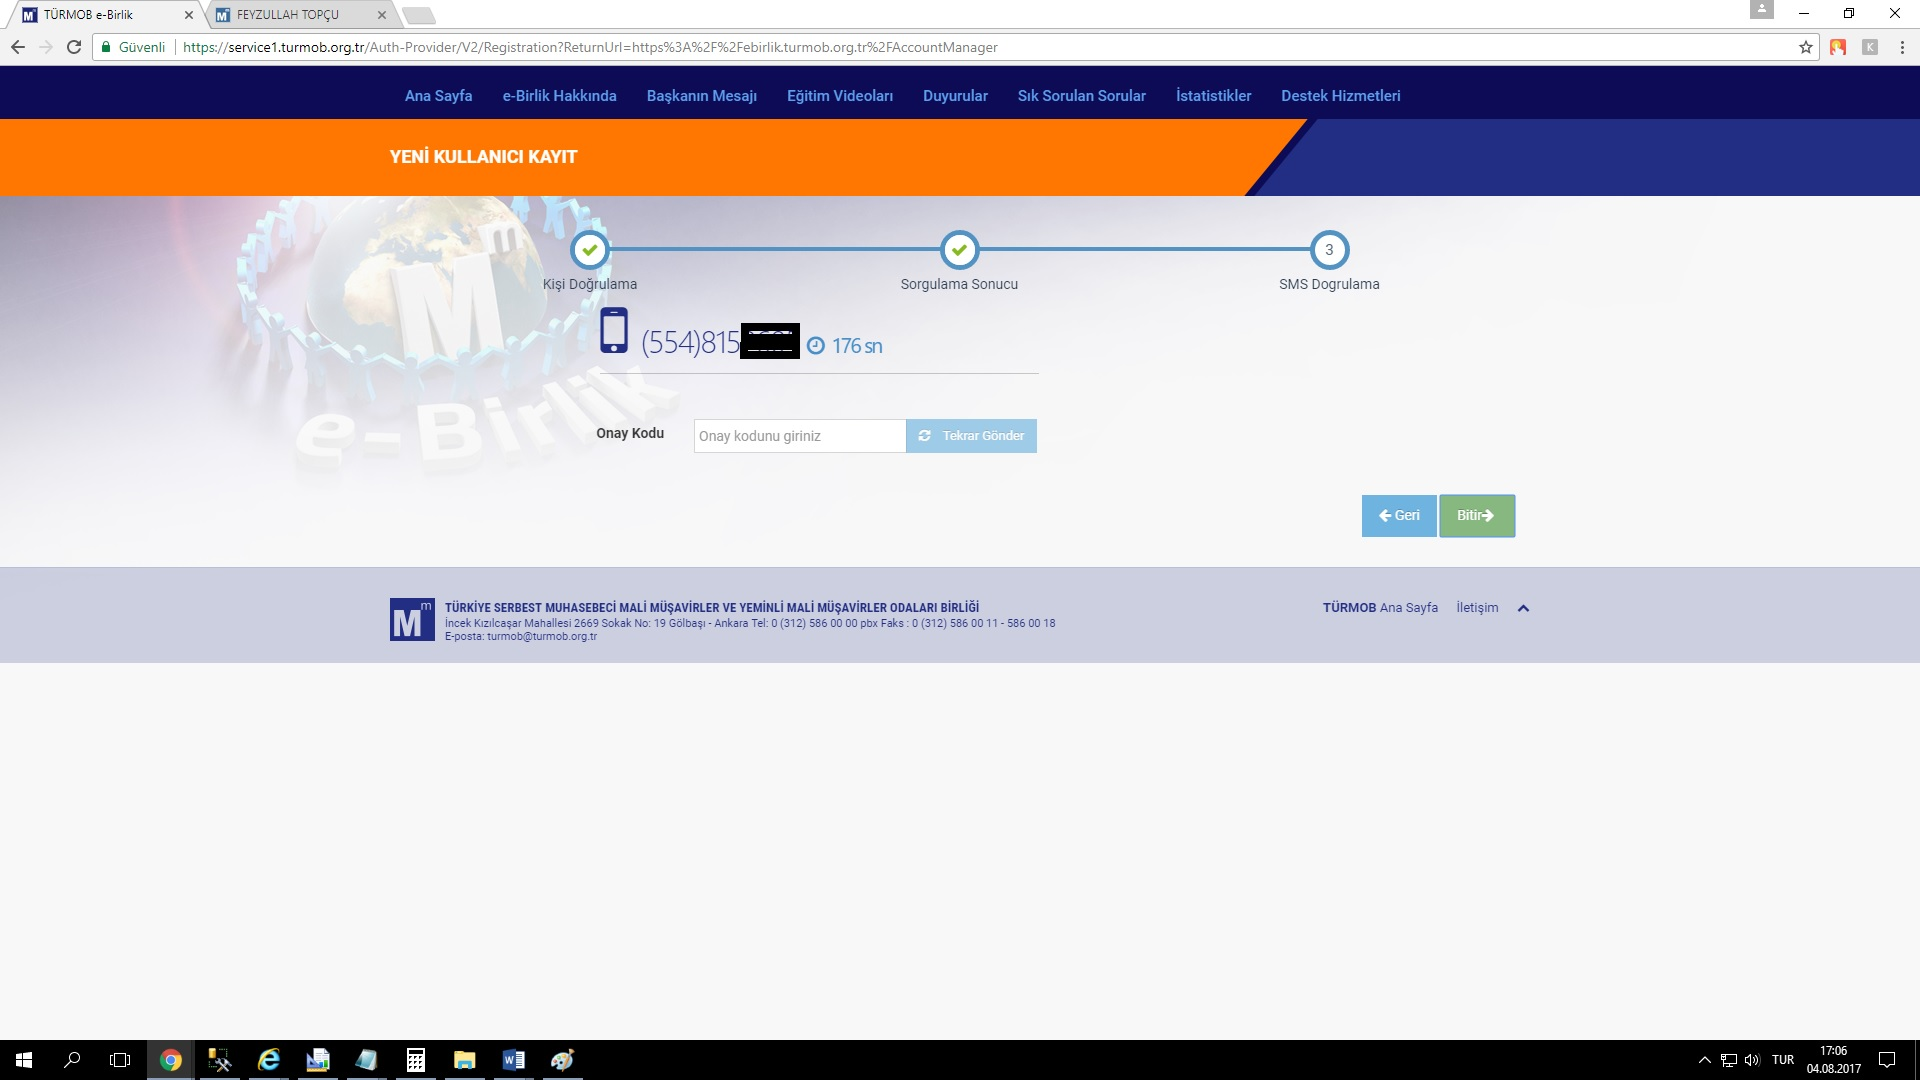 TÜRMOB e-Birlik
FEYZULLAH TOPÇU
Güvenli
https://service1.turmob.org.tr/Auth-Provider/V2/Registration?ReturnUrl=https%3A%2F%2Febirlik.turmob.org.tr%2FAccountManager
K
Ana Sayfa e-Birlik Hakkında Başkanın Mesajı Eğitim Videoları Duyurular Sık Sorulan Sorular İstatistikler Destek Hizmetleri
YENİ KULLANICI KAYIT
3
Kişi Doğrulama Sorgulama Sonucu SMS Dogrulama
(554)815 176 sn
Mm
e-Birlik
Onay Kodu Onay kodunu giriniz Tekrar Gönder
Geri Bitir
Mm
TÜRKİYE SERBEST MUHASEBECİ MALİ MÜŞAVİRLER VE YEMİNLİ MALİ MÜŞAVİRLER ODALARI BİRLİĞİ
İncek Kızılcaşar Mahallesi 2669 Sokak No: 19 Gölbaşı - Ankara Tel: 0 (312) 586 00 00 pbx Faks : 0 (312) 586 00 11 - 586 00 18
E-posta: turmob@turmob.org.tr
TÜRMOB Ana Sayfa İletişim
TUR
17:06
04.08.2017